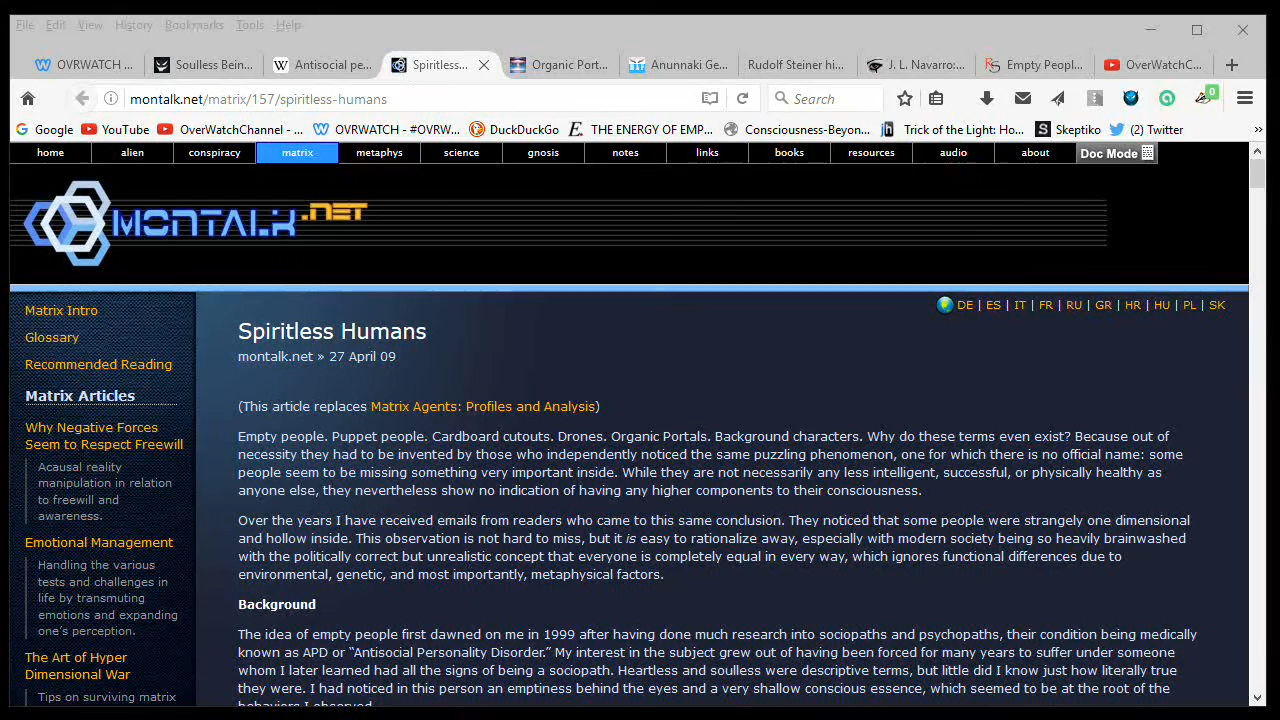 File Edit View History Bookmarks Tools Help
OVRWATCH ... Soulless Bein... Antisocial pe... Spiritless... Organic Port... Anunnaki Ge... Rudolf Steiner hi... J. L. Navarro:... Empty Peopl... OverWatchC...
montalk.net/matrix/157/spiritless-humans Search 0
Google YouTube OverWatchChannel - ... OVRWATCH - #OVRW... DuckDuckGo THE ENERGY OF EMP... Consciousness-Beyon... Trick of the Light: Ho... Skeptiko (2) Twitter
home alien conspiracy matrix metaphys science gnosis notes links books resources audio about Doc Mode
MONTALK.NET
DE | ES | IT | FR | RU | GR | HR | HU | PL | SK
Matrix Intro
Glossary
Recommended Reading
Matrix Articles
Why Negative Forces
Seem to Respect Freewill
Acausal reality
manipulation in relation
to freewill and
awareness.
Emotional Management
Handling the various
tests and challenges in
life by transmuting
emotions and expanding
one's perception.
The Art of Hyper
Dimensional War
Tips on surviving matrix
Spiritless Humans
montalk.net » 27 April 09
(This article replaces Matrix Agents: Profiles and Analysis)
Empty people. Puppet people. Cardboard cutouts. Drones. Organic Portals. Background characters. Why do these terms even exist? Because out of
necessity they had to be invented by those who independently noticed the same puzzling phenomenon, one for which there is no official name: some
people seem to be missing something very important inside. While they are not necessarily any less intelligent, successful, or physically healthy as
anyone else, they nevertheless show no indication of having any higher components to their consciousness.
Over the years I have received emails from readers who came to this same conclusion. They noticed that some people were strangely one dimensional
and hollow inside. This observation is not hard to miss, but it is easy to rationalize away, especially with modern society being so heavily brainwashed
with the politically correct but unrealistic concept that everyone is completely equal in every way, which ignores functional differences due to
environmental, genetic, and most importantly, metaphysical factors.
Background
The idea of empty people first dawned on me in 1999 after having done much research into sociopaths and psychopaths, their condition being medically
known as APD or "Antisocial Personality Disorder." My interest in the subject grew out of having been forced for many years to suffer under someone
whom I later learned had all the signs of being a sociopath. Heartless and soulless were descriptive terms, but little did I know just how literally true
they were. I had noticed in this person an emptiness behind the eyes and a very shallow conscious essence, which seemed to be at the root of the
behaviors I observed.